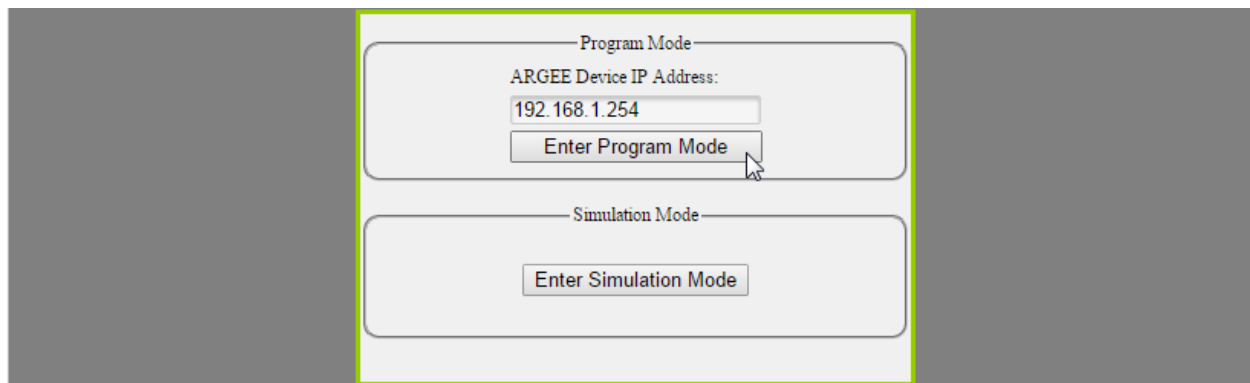 Program Mode
ARGEE Device IP Address:
192.168.1.254
Enter Program Mode
Simulation Mode
Enter Simulation Mode